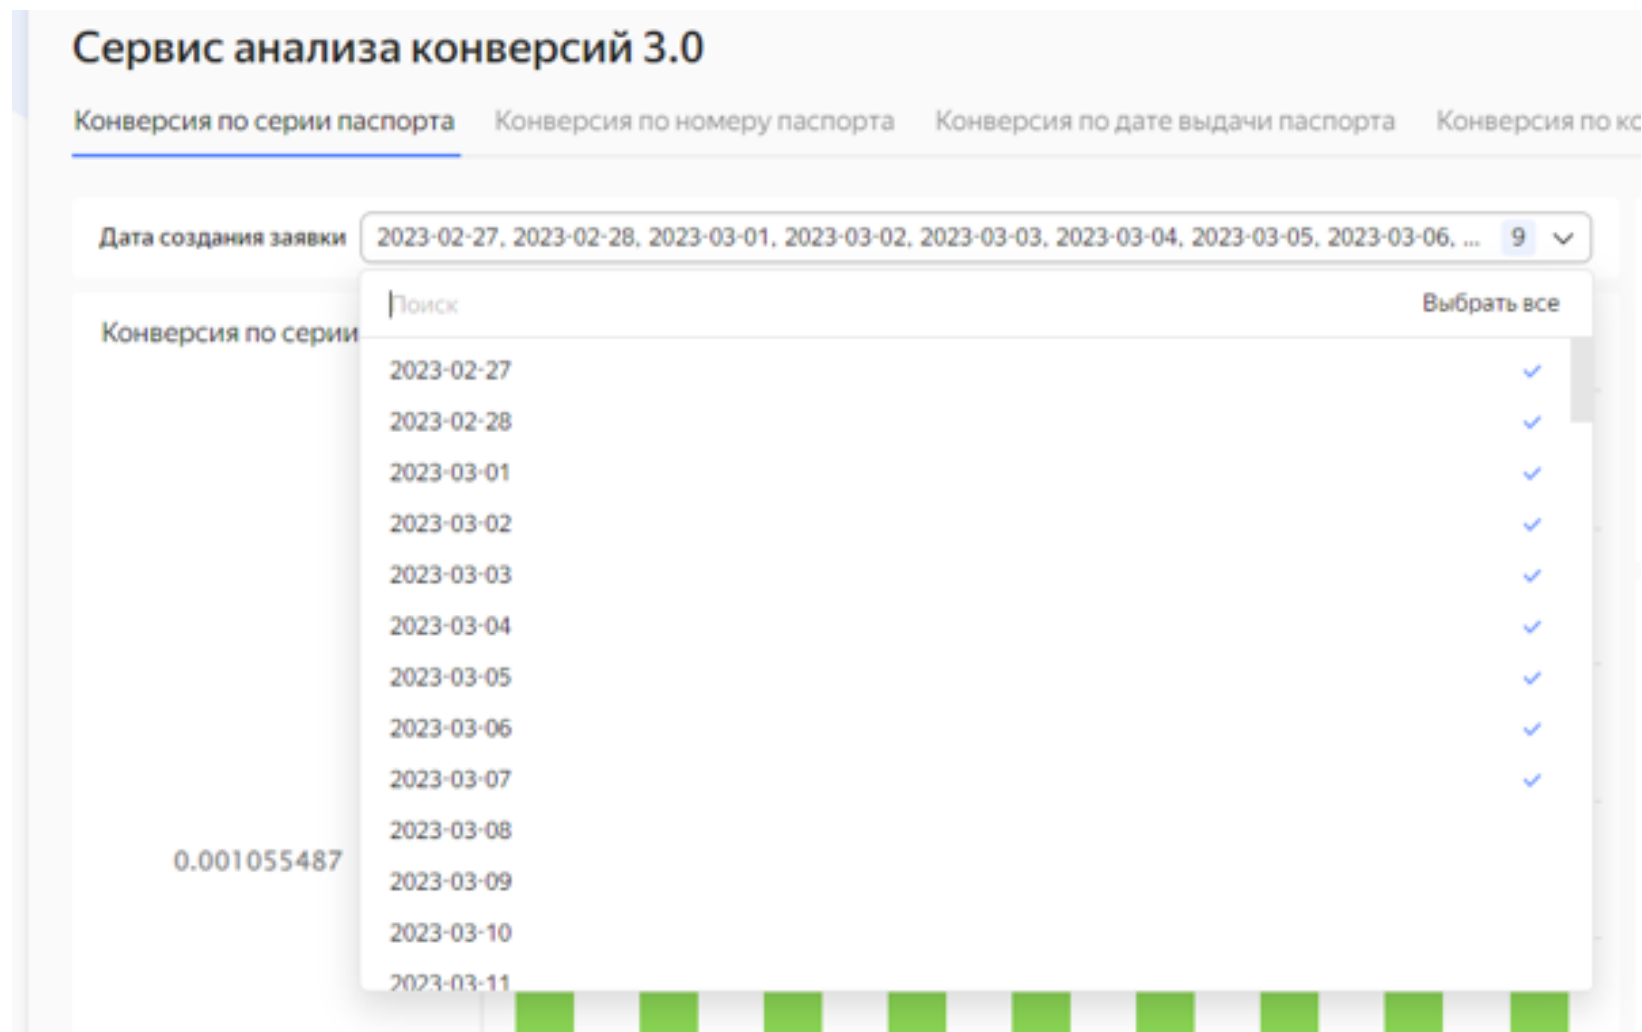 Сервис анализа конверсий 3.0
Конверсия по серии паспорта Конверсия по номеру паспорта Конверсия по дате выдачи паспорта Конверсия по
Дата создания заявки 2023-02-27, 2023-02-28, 2023-03-01, 2023-03-02, 2023-03-03, 2023-03-04, 2023-03-05, 2023-03-06, ... 9
Поиск Выбрать все
Конверсия по серии
2023-02-27
2023-02-28
2023-03-01
2023-03-02
2023-03-03
2023-03-04
2023-03-05
2023-03-06
2023-03-07
2023-03-08
0.001055487
2023-03-09
2023-03-10
2023-03-11